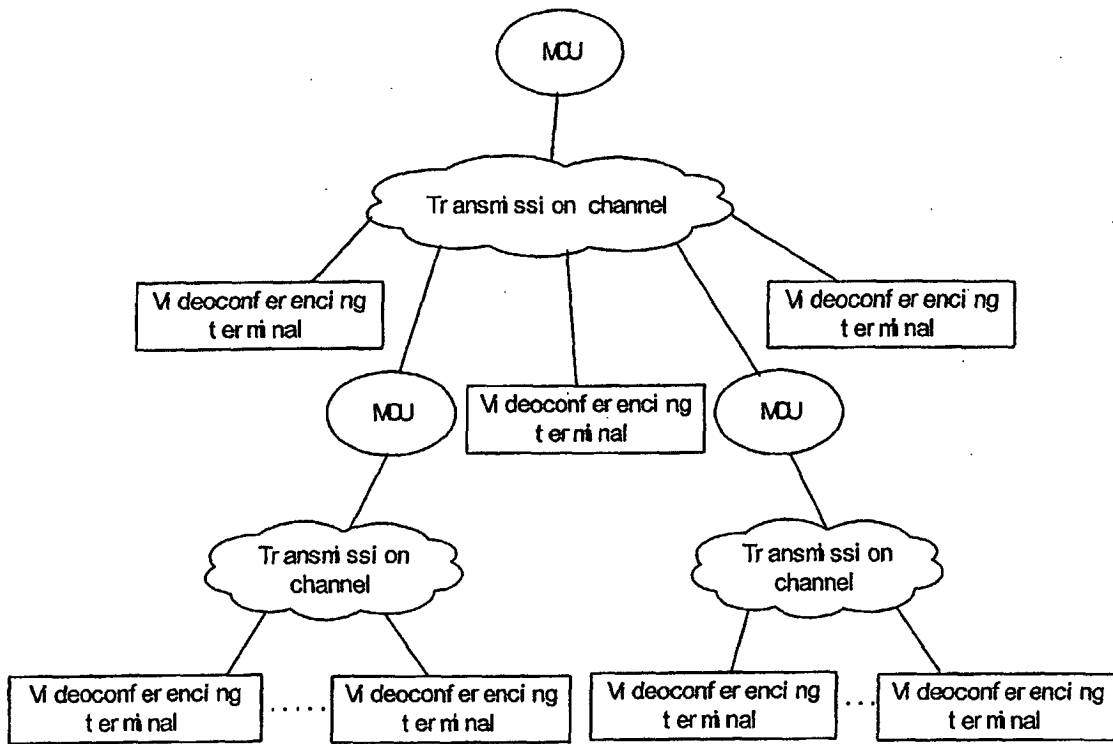 MCU
Transmission channel
Videoconferencing
terminal
Videoconferencing
terminal
MCU
Videoconferencing
terminal
MCU
Transmission
channel
Transmission
channel
Videoconferencing
terminal
.....
Videoconferencing
terminal
Videoconferencing
terminal
...
Videoconferencing
terminal